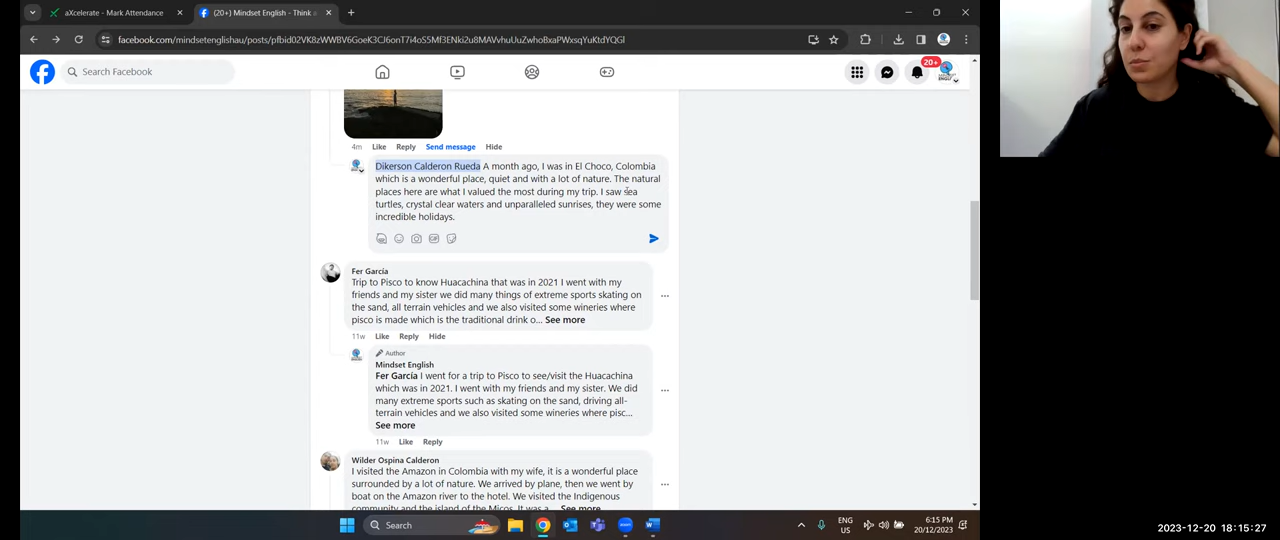 aXcelerate - Mark Attendance
(20+) Mindset English - Think a
facebook.com/mindsetenglishau/posts/pfbid02VK8zWWBV6GoeK3CJ6onT7i4oS5Mf3ENki2u8MAVvhuUuZwhoBxaPWxsqYuKtdYQGl
Search Facebook
20+
4m Like Reply Send message Hide
Dikerson Calderon Rueda A month ago, I was in El Choco, Colombia
which is a wonderful place, quiet and with a lot of nature. The natural
places here are what I valued the most during my trip. I saw sea
turtles, crystal clear waters and unparalleled sunrises, they were some
incredible holidays.
Fer García
Trip to Pisco to know Huacachina that was in 2021 I went with my
friends and my sister we did many things of extreme sports skating on
the sand, all terrain vehicles and we also visited some wineries where
pisco is made which is the traditional drink o... See more
11w Like Reply Hide
Author
Mindset English
Fer García I went for a trip to Pisco to see/visit the Huacachina
which was in 2021. I went with my friends and my sister. We did
many extreme sports such as skating on the sand, driving all-
terrain vehicles and we also visited some wineries where pisc...
See more
11w Like Reply
Wilder Ospina Calderon
I visited the Amazon in Colombia with my wife, it is a wonderful place
surrounded by a lot of nature. We arrived by plane, then we went by
boat on the Amazon river to the hotel. We visited the Indigenous
community and the island of the Micos. It was a... See more
Search
ENG
US
6:15 PM
20/12/2023
2023-12-20 18:15:27